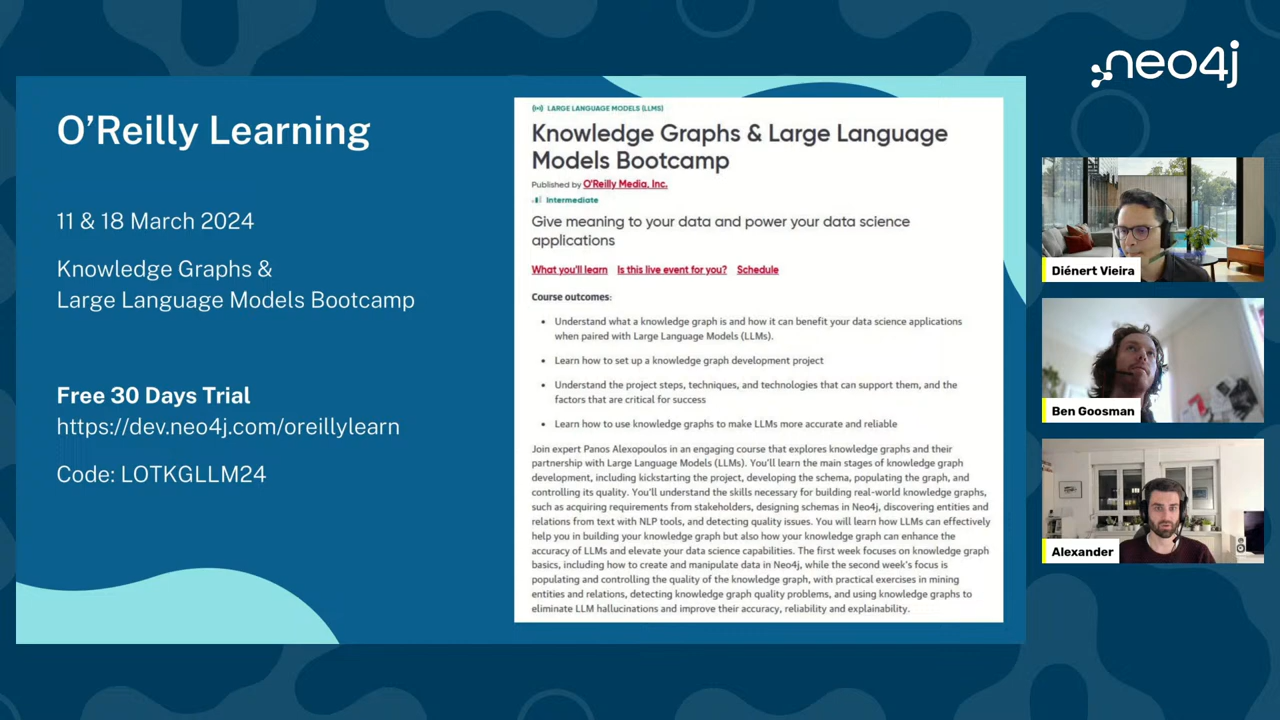 neo4j
O’Reilly Learning
11 & 18 March 2024
Knowledge Graphs &
Large Language Models Bootcamp
Free 30 Days Trial
https://dev.neo4j.com/oreillylearn
Code: LOTKGLLM24
LARGE LANGUAGE MODELS (LLMS)
Knowledge Graphs & Large Language
Models Bootcamp
Published by O'Reilly Media, Inc.
Intermediate
Give meaning to your data and power your data science
applications
What you'll learn Is this live event for you? Schedule
Course outcomes:
• Understand what a knowledge graph is and how it can benefit your data science applications
when paired with Large Language Models (LLMs).
• Learn how to set up a knowledge graph development project
• Understand the project steps, techniques, and technologies that can support them, and the
factors that are critical for success
• Learn how to use knowledge graphs to make LLMs more accurate and reliable
Join expert Panos Alexopoulos in an engaging course that explores knowledge graphs and their
partnership with Large Language Models (LLMs). You'll learn the main stages of knowledge graph
development, including kickstarting the project, developing the schema, populating the graph, and
controlling its quality. You'll understand the skills necessary for building real-world knowledge graphs,
such as acquiring requirements from stakeholders, designing schemas in Neo4j, discovering entities and
relations from text with NLP tools, and detecting quality issues. You will learn how LLMs can effectively
help you in building your knowledge graph but also how your knowledge graph can enhance the
accuracy of LLMs and elevate your data science capabilities. The first week focuses on knowledge graph
basics, including how to create and manipulate data in Neo4j, while the second week's focus is
populating and controlling the quality of the knowledge graph, with practical exercises in mining
entities and relations, detecting knowledge graph quality problems, and using knowledge graphs to
eliminate LLM hallucinations and improve their accuracy, reliability and explainability.
Diénert Vieira
Ben Goosman
Alexander